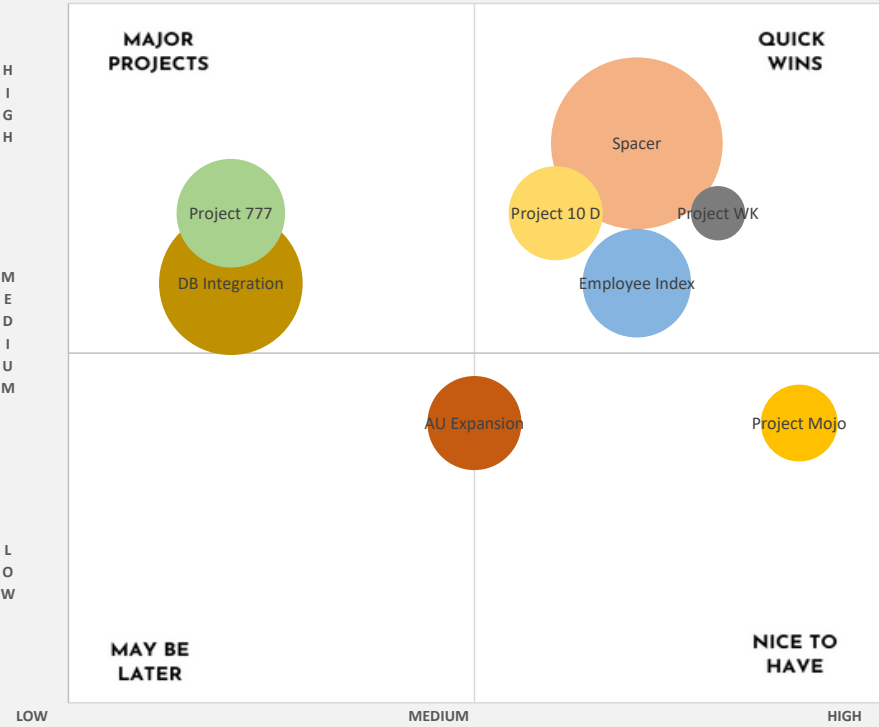 MAJOR
PROJECTS
QUICK
WINS
H
I
G
H
Spacer
Project 777
Project 10 D
Project WK
M
E
D
I
U
M
DB Integration
Employee Index
AU Expansion
Project Mojo
L
O
W
MAY BE
LATER
NICE TO
HAVE
LOW
MEDIUM
HIGH